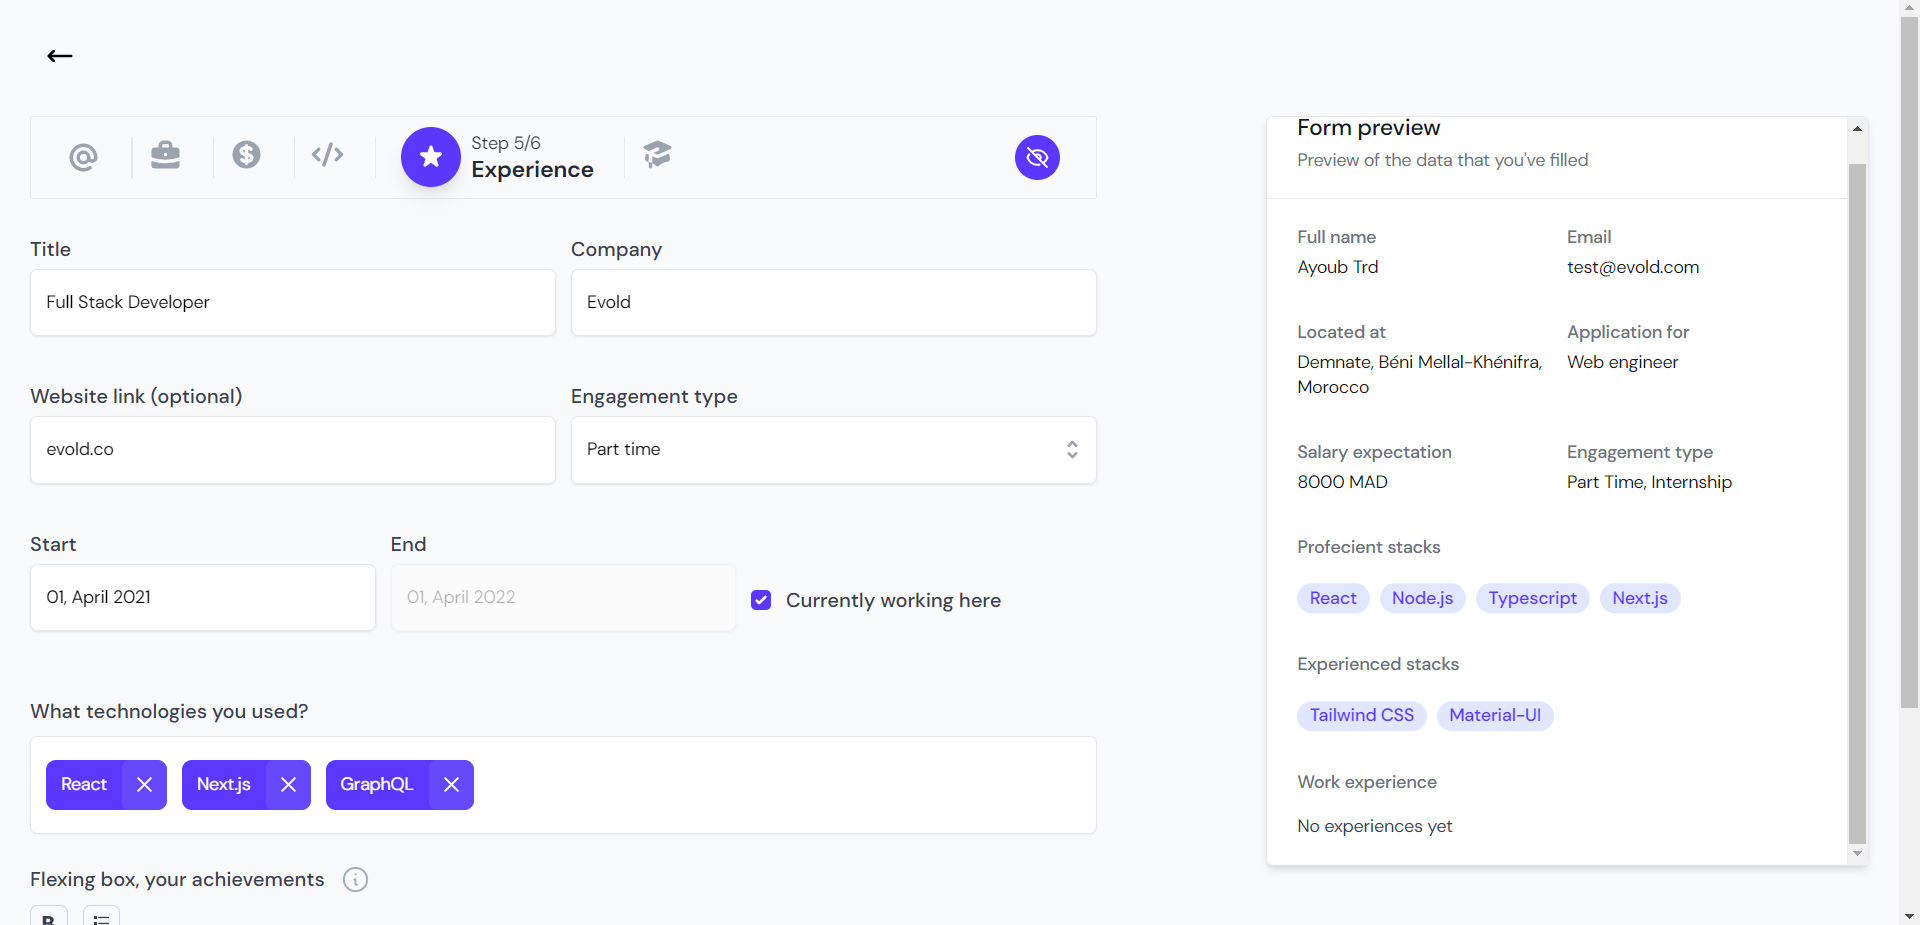 Step 5/6
Experience
Title
Company
Full Stack Developer
Evold
Website link (optional)
Engagement type
evold.co
Part time
Start
End
01, April 2021
01, April 2022
Currently working here
What technologies you used?
React
Next.js
GraphQL
Flexing box, your achievements
B
Form preview
Preview of the data that you've filled
Full name
Email
Ayoub Trd
test@evold.com
Located at
Application for
Demnate, Béni Mellal-Khénifra,
Morocco
Web engineer
Salary expectation
Engagement type
8000 MAD
Part Time, Internship
Profecient stacks
React
Node.js
Typescript
Next.js
Experienced stacks
Tailwind CSS
Material-UI
Work experience
No experiences yet